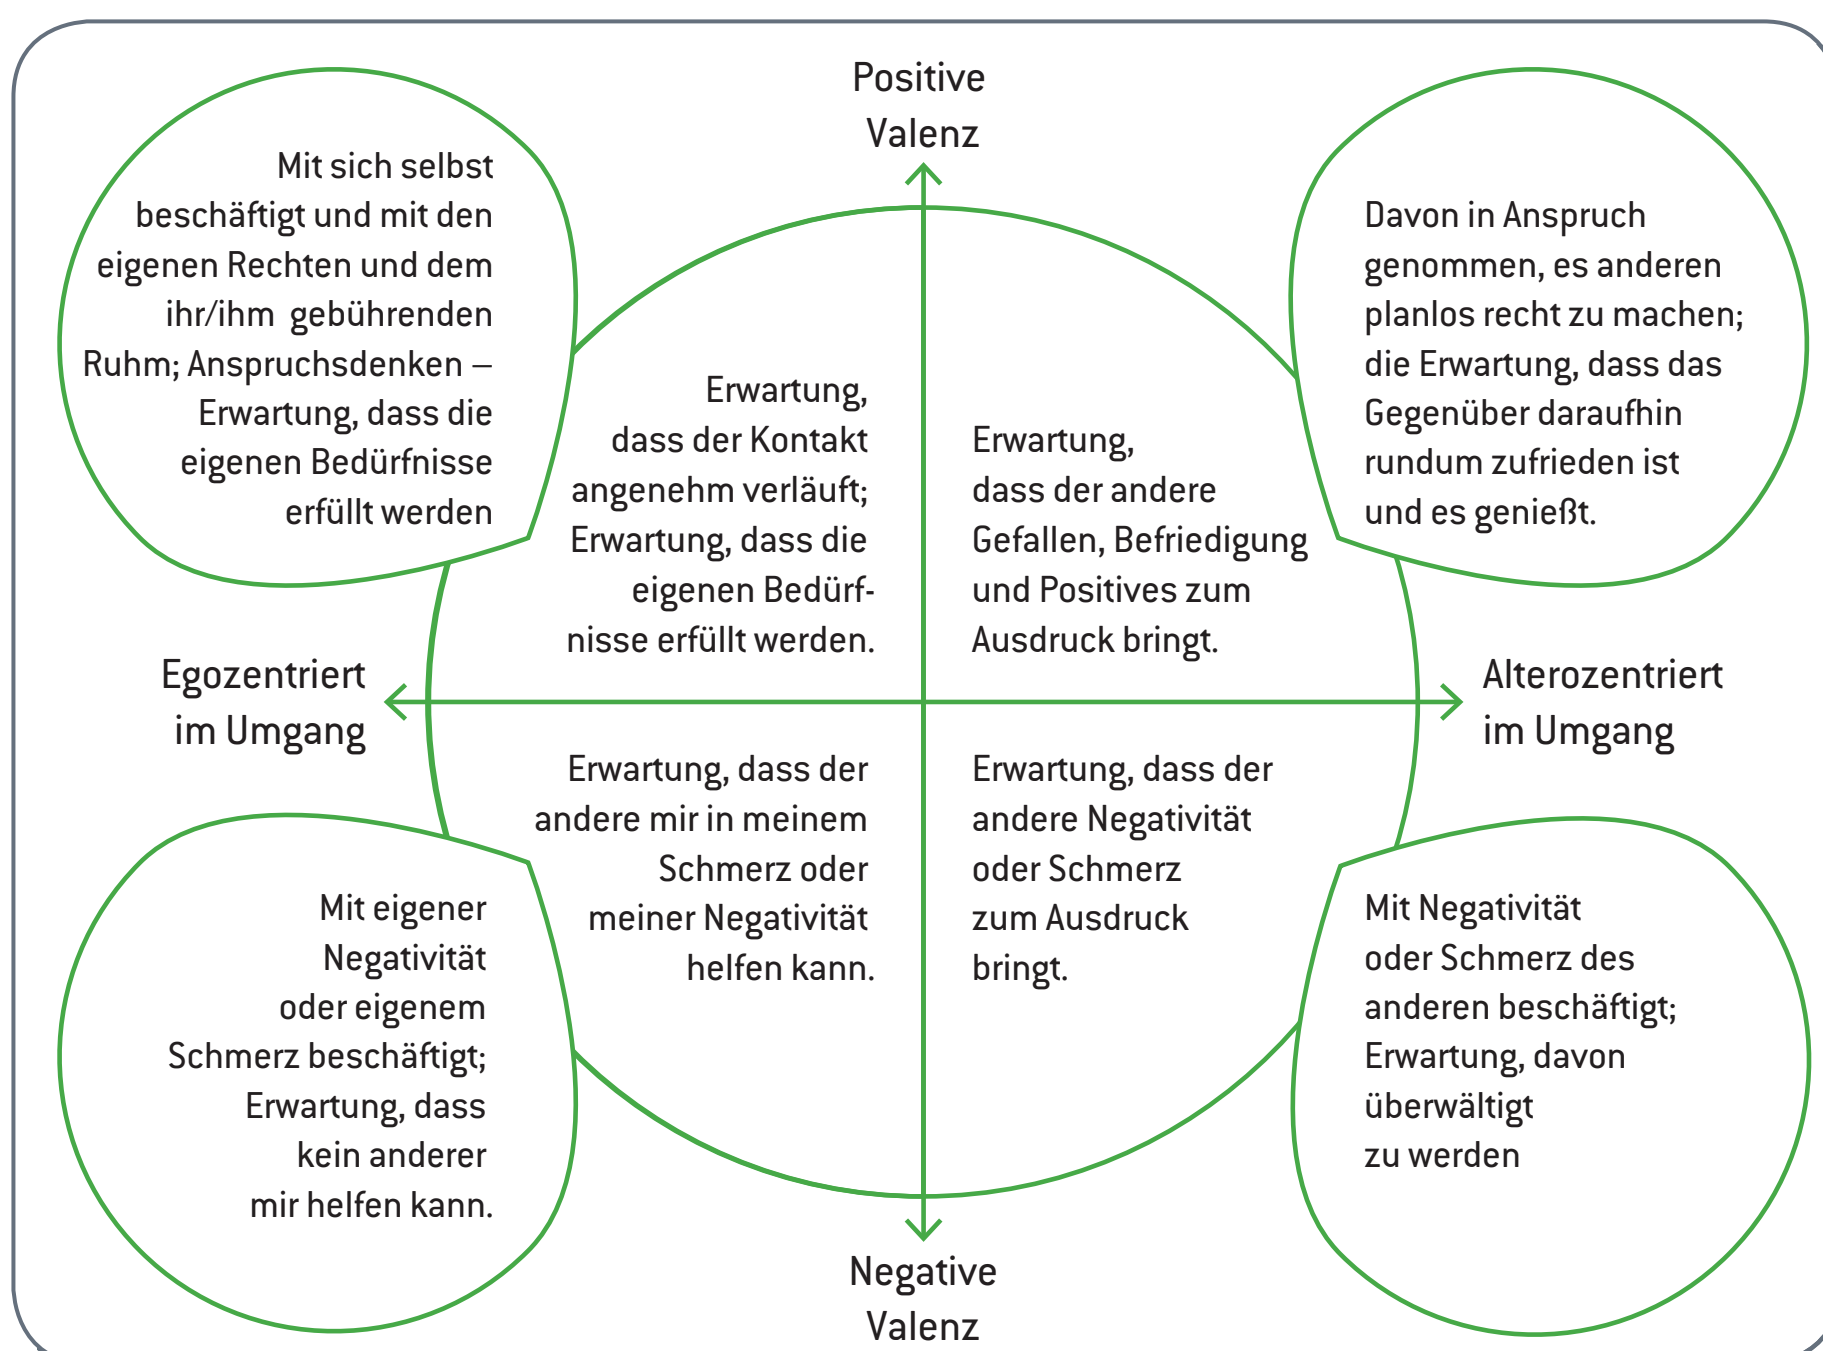 Positive
Valenz
Mit sich selbst
beschäftigt und mit den
eigenen Rechten und dem
ihr/ihm gebührenden
Ruhm; Anspruchsdenken –
Erwartung, dass die
eigenen Bedürfnisse
erfüllt werden
Erwartung,
dass der Kontakt
angenehm verläuft;
Erwartung, dass die
eigenen Bedürf-
nisse erfüllt werden.
Erwartung,
dass der andere
Gefallen, Befriedigung
und Positives zum
Ausdruck bringt.
Davon in Anspruch
genommen, es anderen
planlos recht zu machen;
die Erwartung, dass das
Gegenüber daraufhin
rundum zufrieden ist
und es genießt.
Egozentriert
im Umgang
Alterozentriert
im Umgang
Mit eigener
Negativität
oder eigenem
Schmerz beschäftigt;
Erwartung, dass
kein anderer
mir helfen kann.
Erwartung, dass der
andere mir in meinem
Schmerz oder
meiner Negativität
helfen kann.
Erwartung, dass der
andere Negativität
oder Schmerz
zum Ausdruck
bringt.
Mit Negativität
oder Schmerz des
anderen beschäftigt;
Erwartung, davon
überwältigt
zu werden
Negative
Valenz